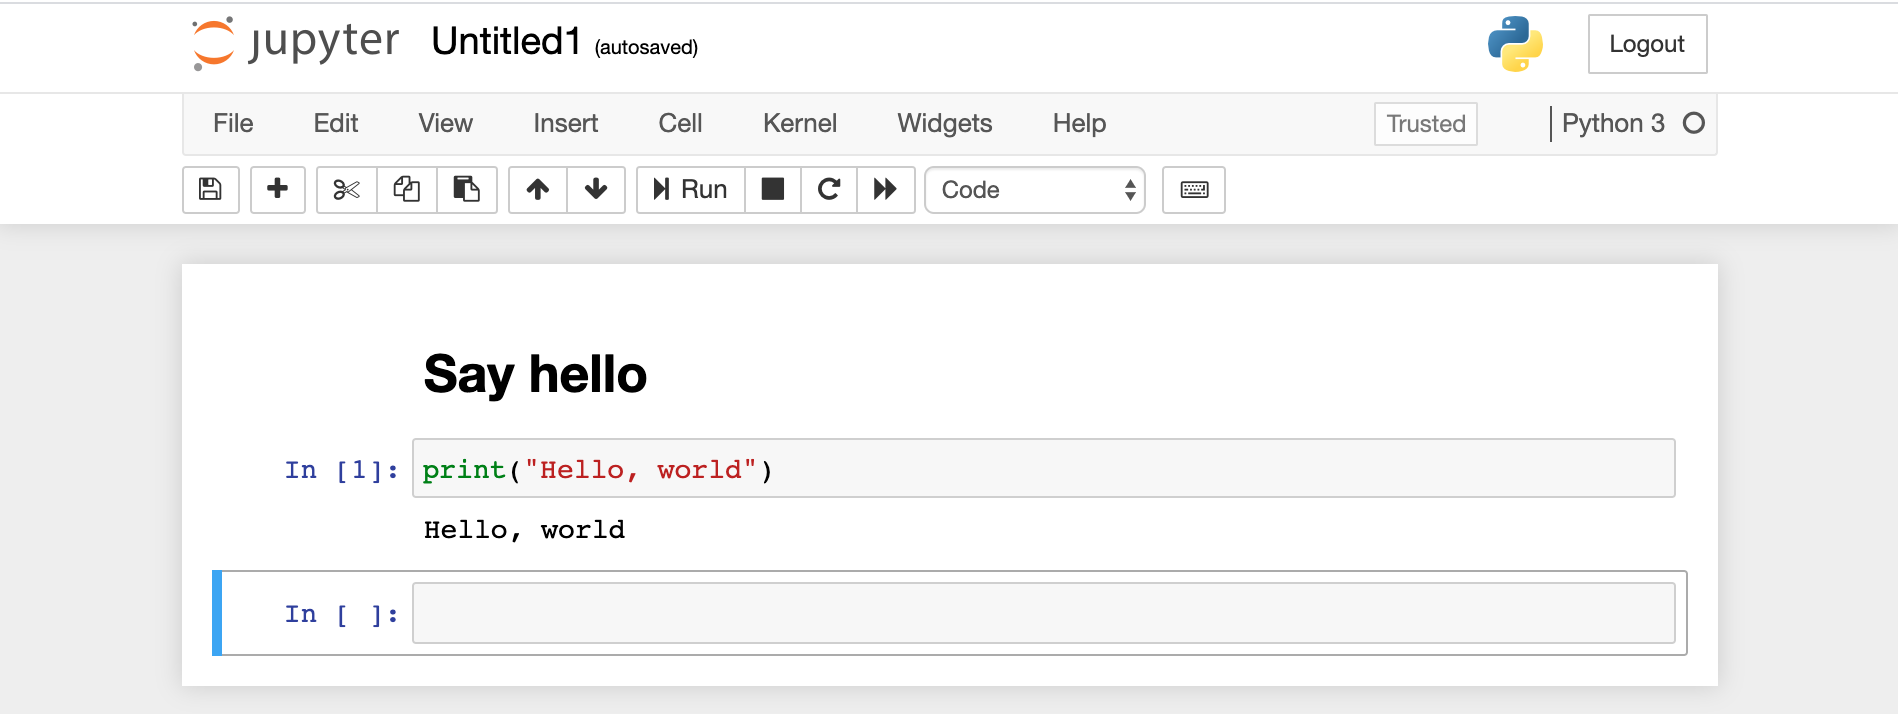 jupyter Untitled1 (autosaved) Logout
File Edit View Insert Cell Kernel Widgets Help Trusted Python 3
Run Code
Say hello
In [1]: print("Hello, world")
Hello, world
In [ ]: